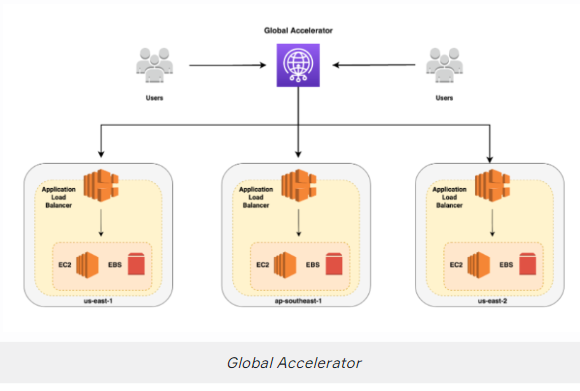 Global Accelerator
Users
Users
Application
Load
Balancer
EC2
EBS
us-east-1
Application
Load
Balancer
EC2
EBS
ap-southeast-1
Application
Load
Balancer
EC2
EBS
us-east-2
Global Accelerator